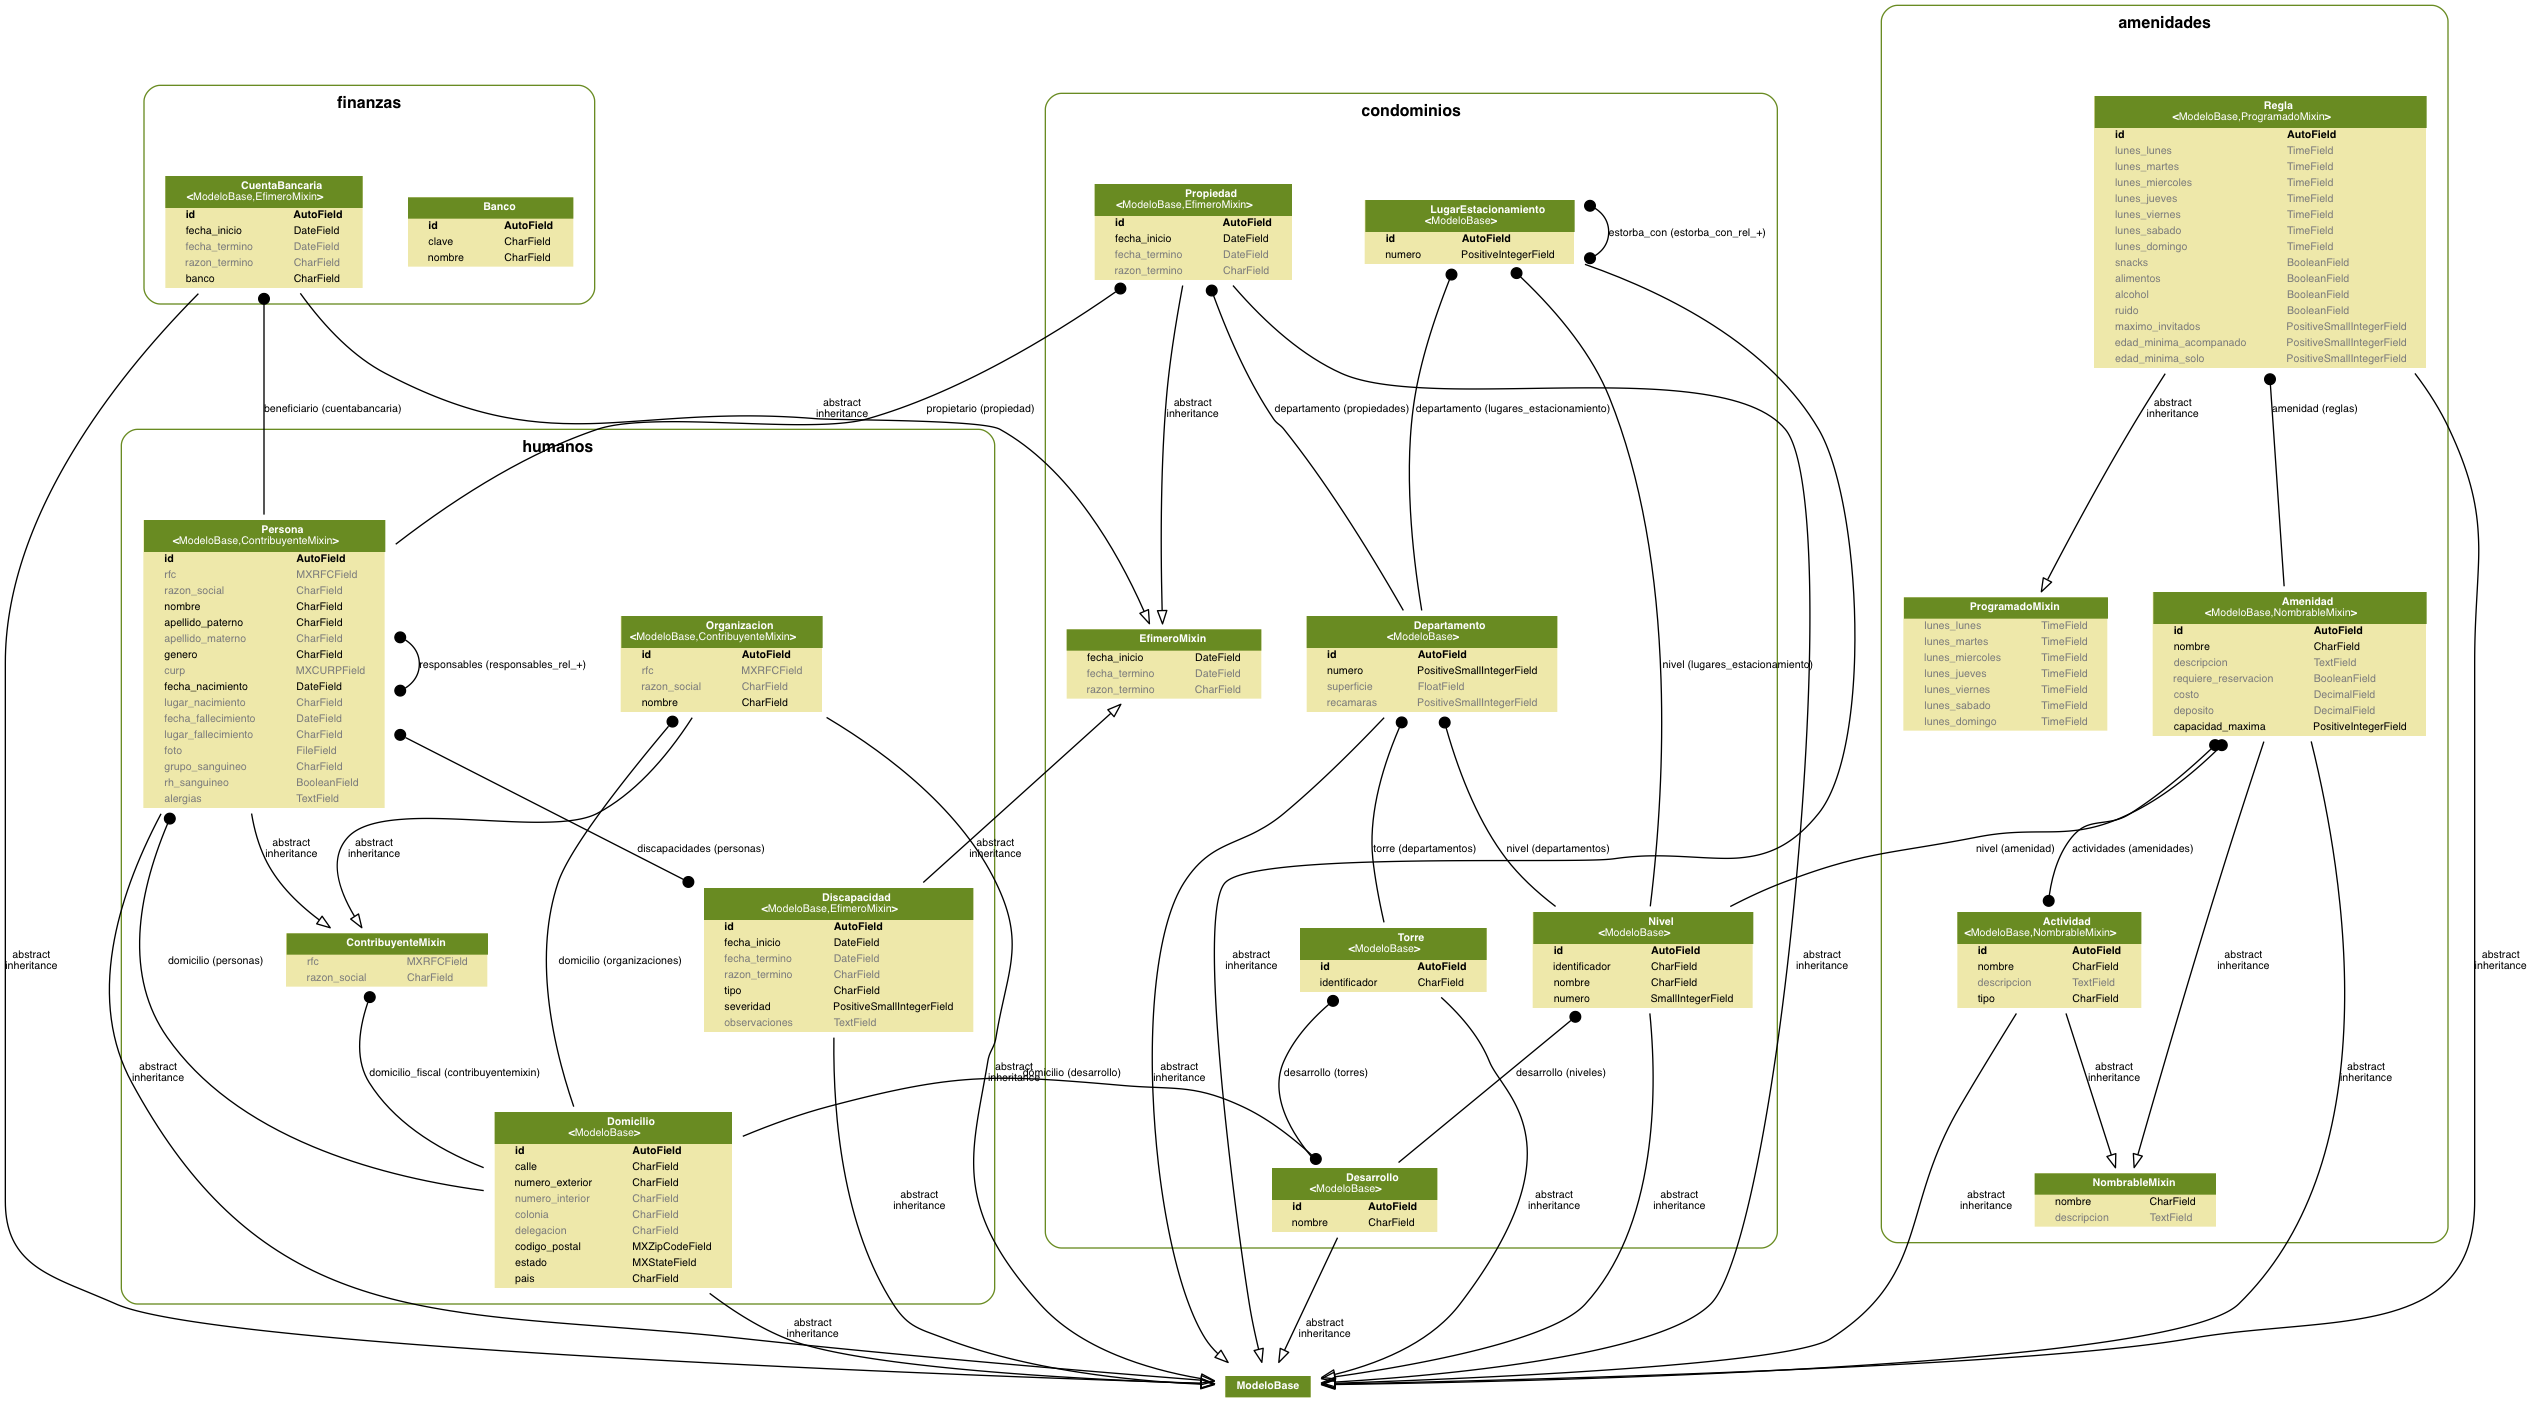 finanzas
CuentaBancaria
<ModeloBase,EfimeroMixin>
id AutoField
fecha_inicio DateField
fecha_termino DateField
razon_termino CharField
banco CharField
Banco
id AutoField
clave CharField
nombre CharField
condominios
Propiedad
<ModeloBase,EfimeroMixin>
id AutoField
fecha_inicio DateField
fecha_termino DateField
razon_termino CharField
LugarEstacionamiento
<ModeloBase>
id AutoField
numero PositiveIntegerField
estorba_con (estorba_con_rel_+)
amenidades
Regla
<ModeloBase,ProgramadoMixin>
id AutoField
lunes_lunes TimeField
lunes_martes TimeField
lunes_miercoles TimeField
lunes_jueves TimeField
lunes_viernes TimeField
lunes_sabado TimeField
lunes_domingo TimeField
snacks BooleanField
alimentos BooleanField
alcohol BooleanField
ruido BooleanField
maximo_invitados PositiveSmallIntegerField
edad_minima_acompanado PositiveSmallIntegerField
edad_minima_solo PositiveSmallIntegerField
beneficiario (cuentabancaria)
abstract
inheritance
propietario (propiedad)
abstract
inheritance
departamento (propiedades)
departamento (lugares_estacionamiento)
abstract
inheritance
amenidad (reglas)
humanos
Persona
<ModeloBase,ContribuyenteMixin>
id AutoField
rfc MXRFCField
razon_social CharField
nombre CharField
apellido_paterno CharField
apellido_materno CharField
genero CharField
curp MXCURPField
fecha_nacimiento DateField
lugar_nacimiento CharField
fecha_fallecimiento DateField
lugar_fallecimiento CharField
foto FileField
grupo_sanguineo CharField
rh_sanguineo BooleanField
alergias TextField
responsables (responsables_rel_+)
Organizacion
<ModeloBase,ContribuyenteMixin>
id AutoField
rfc MXRFCField
razon_social CharField
nombre CharField
EfimeroMixin
fecha_inicio DateField
fecha_termino DateField
razon_termino CharField
Departamento
<ModeloBase>
id AutoField
numero PositiveSmallIntegerField
superficie FloatField
recamaras PositiveSmallIntegerField
nivel (lugares_estacionamiento)
ProgramadoMixin
lunes_lunes TimeField
lunes_martes TimeField
lunes_miercoles TimeField
lunes_jueves TimeField
lunes_viernes TimeField
lunes_sabado TimeField
lunes_domingo TimeField
Amenidad
<ModeloBase,NombrableMixin>
id AutoField
nombre CharField
descripcion TextField
requiere_reservacion BooleanField
costo DecimalField
deposito DecimalField
capacidad_maxima PositiveIntegerField
abstract
inheritance
abstract
inheritance
discapacidades (personas)
abstract
inheritance
torre (departamentos)
nivel (departamentos)
nivel (amenidad)
actividades (amenidades)
abstract
inheritance
domicilio (personas)
ContribuyenteMixin
rfc MXRFCField
razon_social CharField
domicilio (organizaciones)
Discapacidad
<ModeloBase,EfimeroMixin>
id AutoField
fecha_inicio DateField
fecha_termino DateField
razon_termino CharField
tipo CharField
severidad PositiveSmallIntegerField
observaciones TextField
abstract
inheritance
Torre
<ModeloBase>
id AutoField
identificador CharField
Nivel
<ModeloBase>
id AutoField
identificador CharField
nombre CharField
numero SmallIntegerField
abstract
inheritance
Actividad
<ModeloBase,NombrableMixin>
id AutoField
nombre CharField
descripcion TextField
tipo CharField
abstract
inheritance
abstract
inheritance
abstract
inheritance
domicilio_fiscal (contribuyentemixin)
abstract
inheritance
domicilio (desarrollo)
abstract
inheritance
desarrollo (torres)
desarrollo (niveles)
abstract
inheritance
abstract
inheritance
Domicilio
<ModeloBase>
id AutoField
calle CharField
numero_exterior CharField
numero_interior CharField
colonia CharField
delegacion CharField
codigo_postal MXZipCodeField
estado MXStateField
pais CharField
abstract
inheritance
Desarrollo
<ModeloBase>
id AutoField
nombre CharField
abstract
inheritance
abstract
inheritance
abstract
inheritance
NombrableMixin
nombre CharField
descripcion TextField
abstract
inheritance
abstract
inheritance
ModeloBase